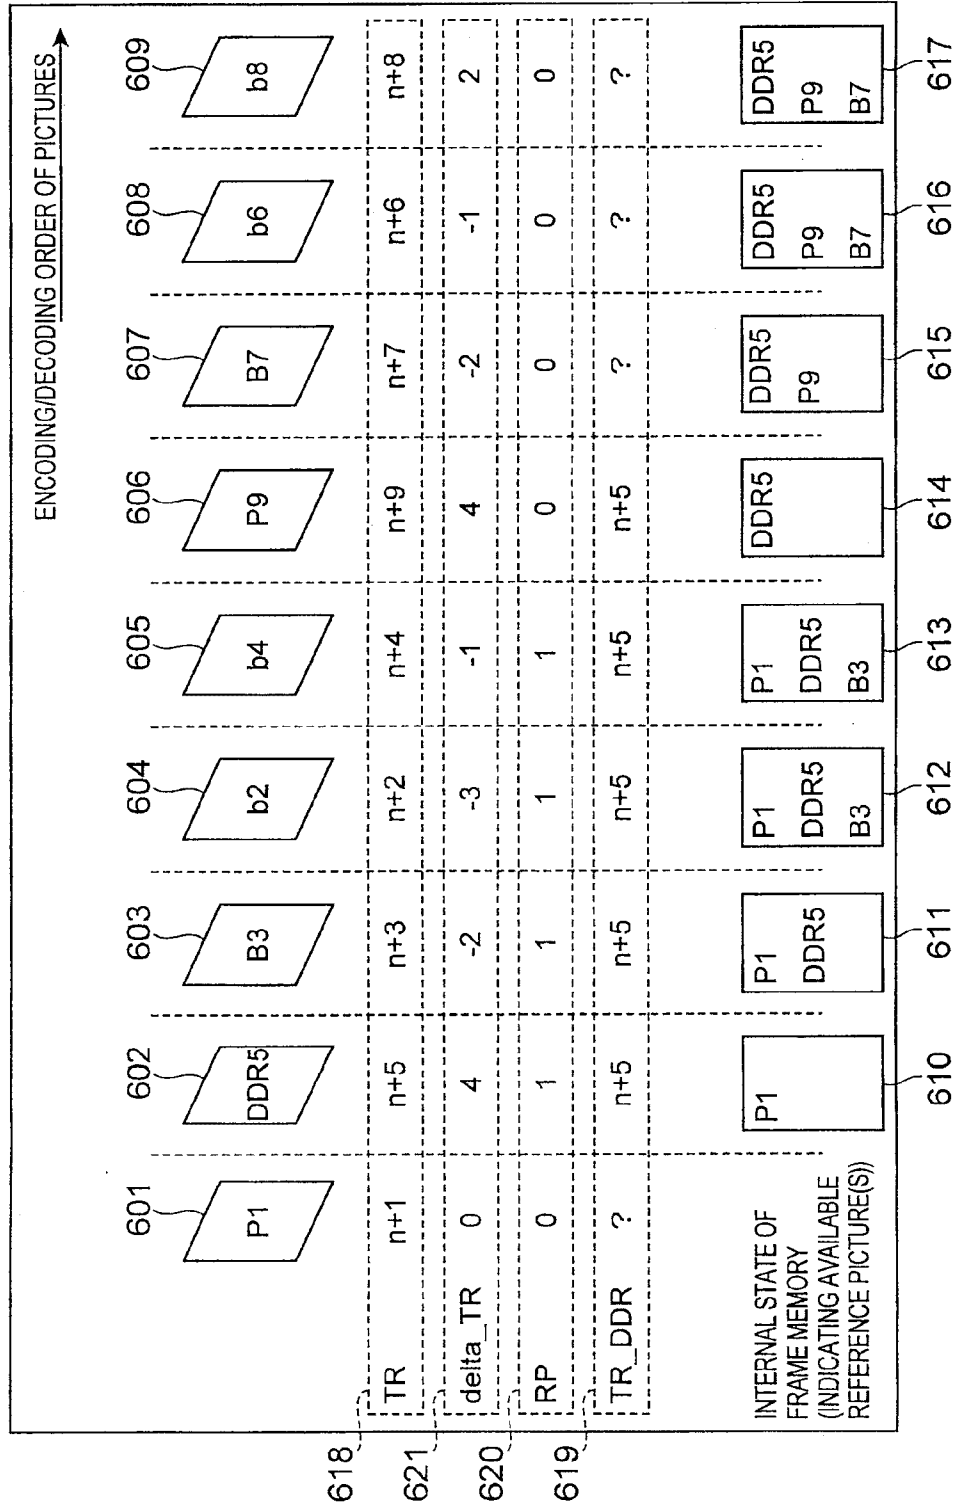 ENCODING/DECODING ORDER OF PICTURES
601 602 603 604 605 606 607 608 609
P1 DDR5 B3 b2 b4 P9 B7 b6 b8
618 TR n+1 n+5 n+3 n+2 n+4 n+9 n+7 n+6 n+8
621 delta_TR 0 4 -2 -3 -1 4 -2 -1 2
620 RP 0 1 1 1 1 0 0 0 0
619 TR_DDR ? n+5 n+5 n+5 n+5 n+5 ? ? ?
INTERNAL STATE OF
FRAME MEMORY
(INDICATING AVAILABLE
REFERENCE PICTURE(S))
P1
610
P1
DDR5
611
P1
DDR5
B3
612
P1
DDR5
B3
613
DDR5
614
DDR5
P9
615
DDR5
P9
B7
616
DDR5
P9
B7
617